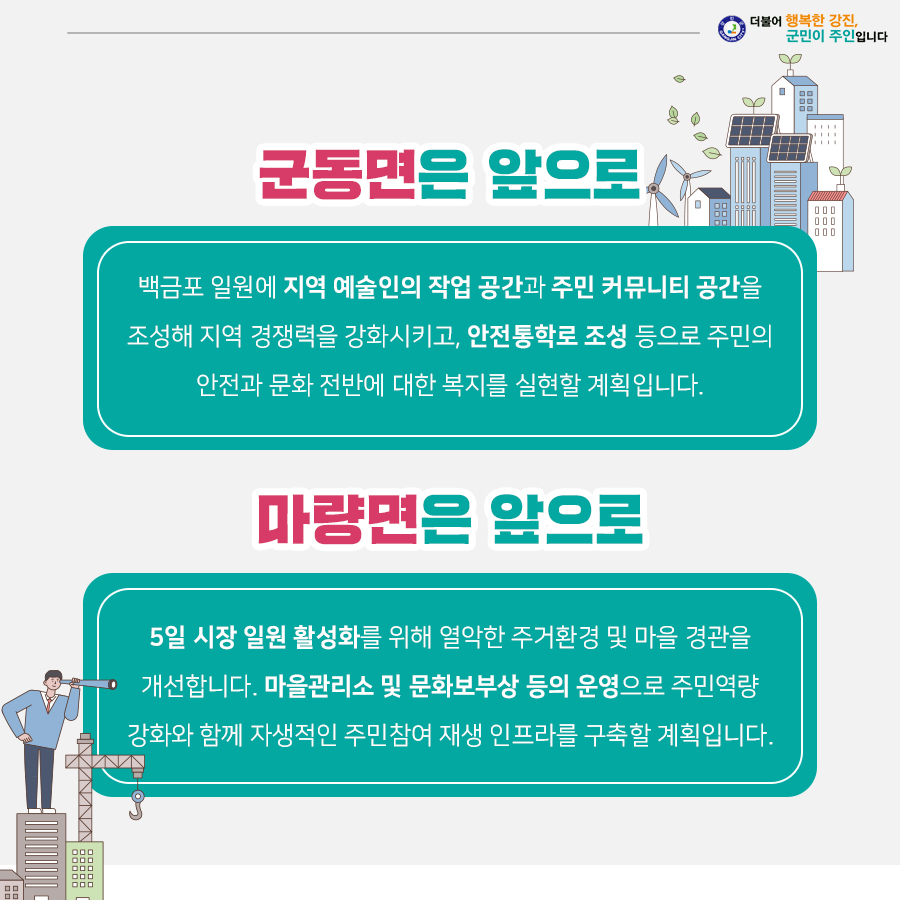 더불어 행복한 강진,
군민이 주인입니다
군동면은 앞으로
백금포 일원에 지역 예술인의 작업 공간과 주민 커뮤니티 공간을
조성해 지역 경쟁력을 강화시키고, 안전통학로 조성 등으로 주민의
안전과 문화 전반에 대한 복지를 실현할 계획입니다.
마량면은 앞으로
5일 시장 일원 활성화를 위해 열악한 주거환경 및 마을 경관을
개선합니다. 마을관리소 및 문화보부상 등의 운영으로 주민역량
강화와 함께 자생적인 주민참여 재생 인프라를 구축할 계획입니다.